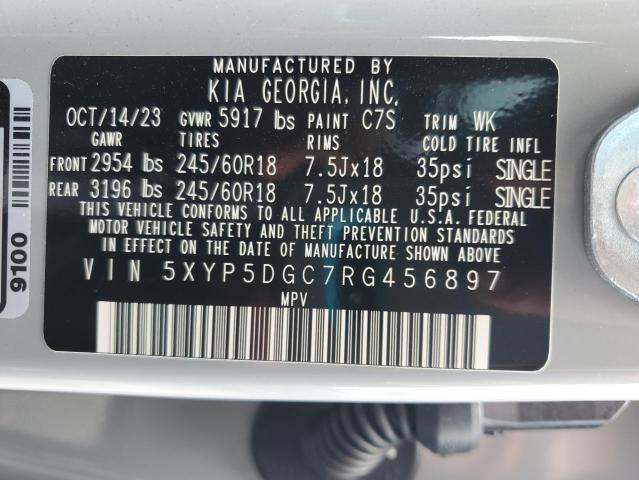 MANUFACTURED BY
KIA GEORGIA, INC.
OCT/14/23 GVWR 5917 lbs PAINT C7S TRIM WK
GAWR TIRES RIMS COLD TIRE INFL
FRONT 2954 lbs 245/60R18 7.5Jx18 35psi SINGLE
REAR 3196 lbs 245/60R18 7.5Jx18 35psi SINGLE
THIS VEHICLE CONFORMS TO ALL APPLICABLE U.S.A. FEDERAL
MOTOR VEHICLE SAFETY AND THEFT PREVENTION STANDARDS
IN EFFECT ON THE DATE OF MANUFACTURE SHOWN ABOVE.
VIN 5XYP5DGC7RG456897
MPV
9100